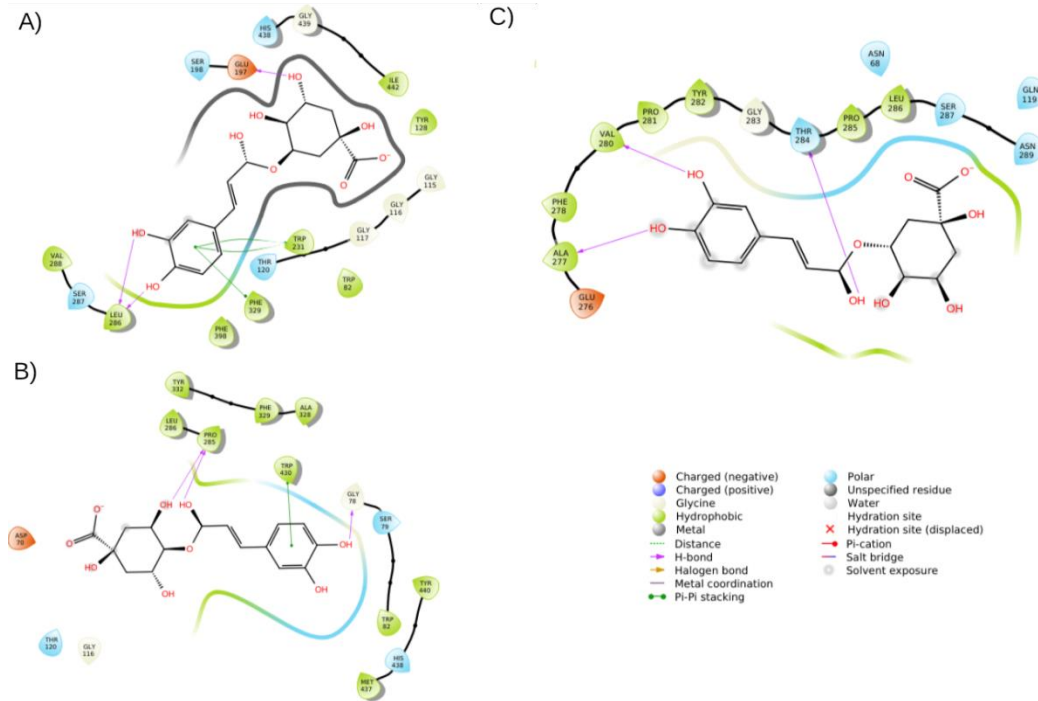 A)
HIS
438
GLY
439
SER
198
GLU
197
ILE
442
TYR
128
HO
HO
OH
HO
O
O⁻
O
GLY
115
GLY
116
GLY
117
THR
120
TRP
231
TRP
82
HO
HO
VAL
288
SER
287
LEU
286
PHE
329
PHE
398
B)
TYR
332
PHE
329
ALA
328
LEU
286
PRO
285
TRP
430
GLY
78
SER
79
OH
HO
O⁻
O
O
HO
OH
OH
OH
ASP
70
TYR
440
TRP
82
HIS
438
MET
437
THR
120
GLY
116
C)
ASN
68
GLN
119
TYR
282
GLY
283
THR
284
PRO
285
LEU
286
SER
287
ASN
289
PRO
281
VAL
280
PHE
278
ALA
277
GLU
276
HO
HO
O
O⁻
OH
O
OH
HO
OH
Charged (negative)
Charged (positive)
Glycine
Hydrophobic
Metal
Distance
H-bond
Halogen bond
Metal coordination
Pi-Pi stacking
Polar
Unspecified residue
Water
Hydration site
Hydration site (displaced)
Pi-cation
Salt bridge
Solvent exposure